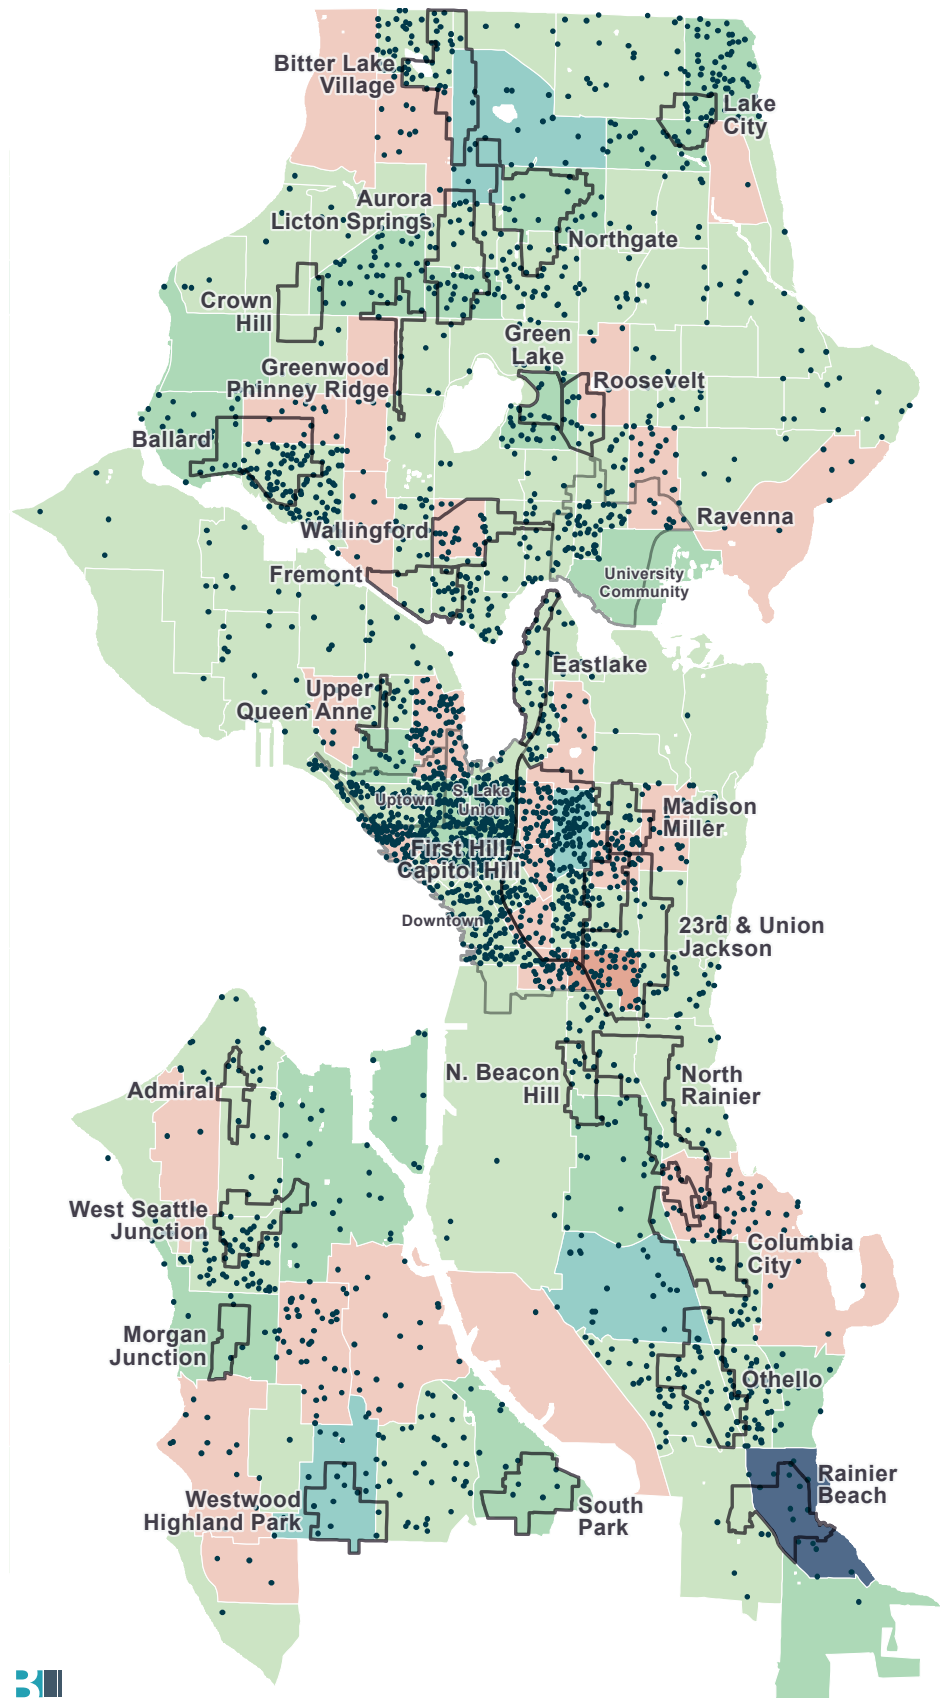 Bitter Lake
Village
Lake
City
Aurora
Licton Springs
Northgate
Crown
Hill
Green
Lake
Greenwood
Phinney Ridge
Roosevelt
Ballard
Wallingford
Ravenna
Fremont
University
Community
Eastlake
Upper
Queen Anne
Uptown
S. Lake
Union
Madison
Miller
First Hill -
Capitol Hill
Downtown
23rd & Union
Jackson
N. Beacon
Hill
North
Rainier
Admiral
West Seattle
Junction
Columbia
City
Morgan
Junction
Othello
Rainier
Beach
Westwood
Highland Park
South
Park